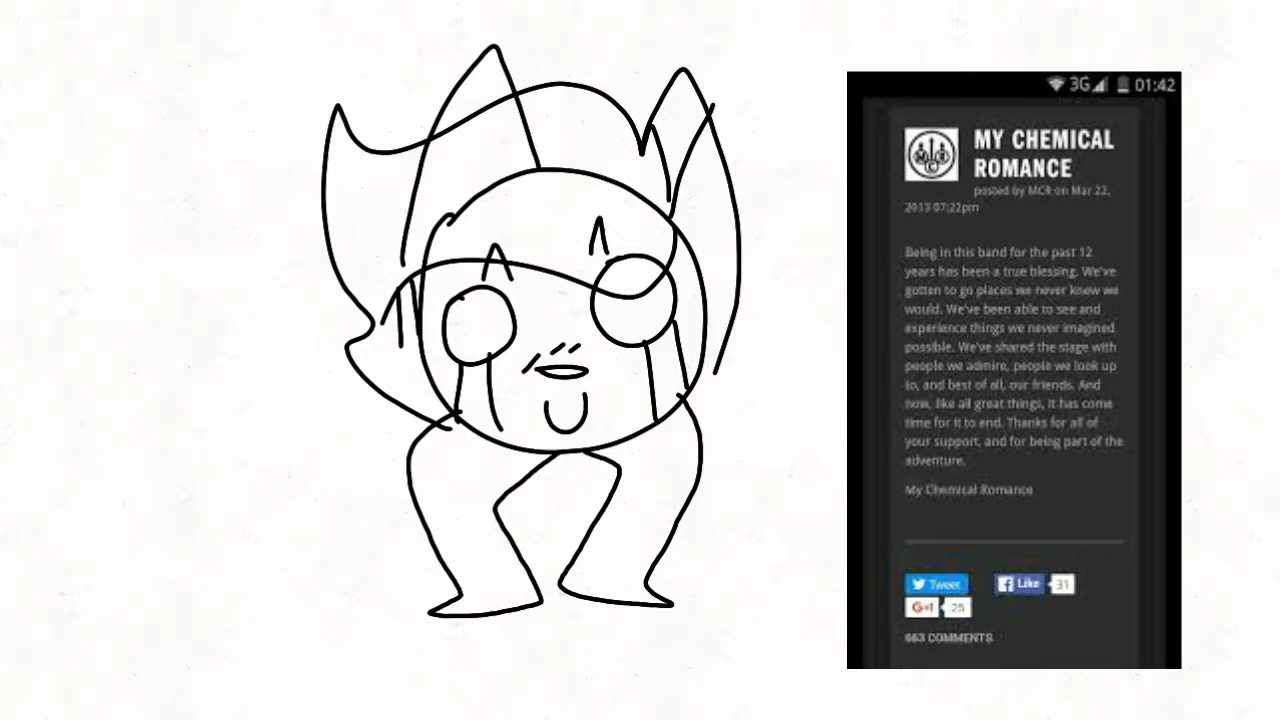 3G 01:42
MY CHEMICAL
ROMANCE
posted by MCR on Mar 22,
2013 07:22pm
Being in this band for the past 12
years has been a true blessing. We've
gotten to go places we never knew we
would. We've been able to see and
experience things we never imagined
possible. We've shared the stage with
people we admire, people we look up
to, and best of all, our friends. And
now, like all great things, it has come
time for it to end. Thanks for all of
your support, and for being part of the
adventure.
My Chemical Romance
Tweet Like 31
G+1 25
663 COMMENTS